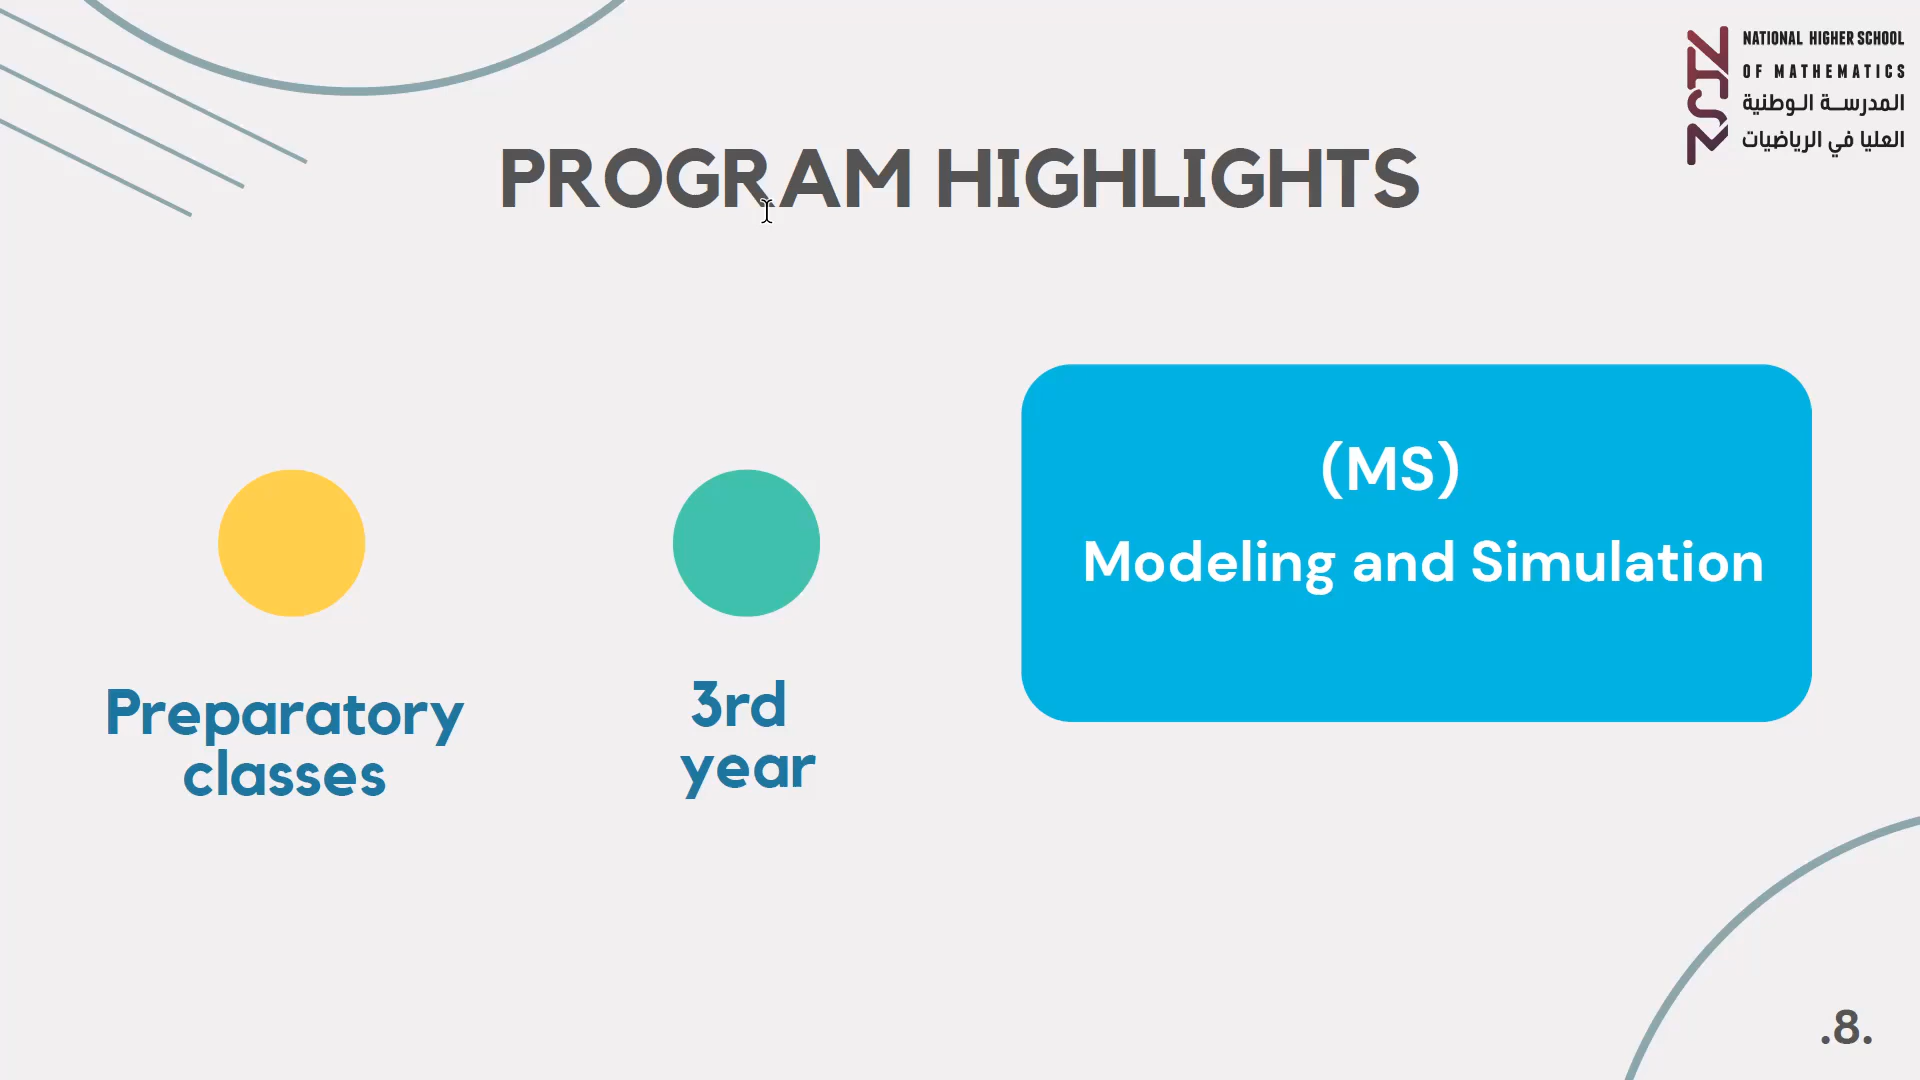 NATIONAL HIGHER SCHOOL
OF MATHEMATICS
المدرسة الوطنية
العليا في الرياضيات
PROGRAM HIGHLIGHTS
Preparatory
classes
3rd
year
(MS)
Modeling and Simulation
.8.